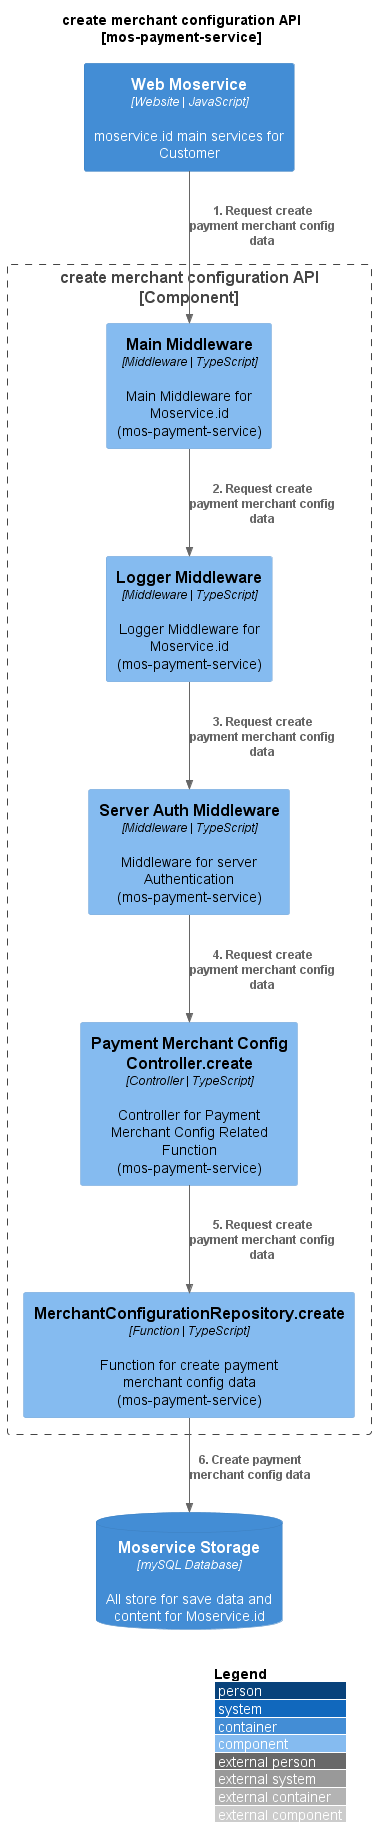 create merchant configuration API
[mos-payment-service]
Web Moservice
[Website | JavaScript]
moservice.id main services for
Customer
1. Request create
payment merchant config
data
create merchant configuration API
[Component]
Main Middleware
[Middleware | TypeScript]
Main Middleware for
Moservice.id
(mos-payment-service)
2. Request create
payment merchant config
data
Logger Middleware
[Middleware | TypeScript]
Logger Middleware for
Moservice.id
(mos-payment-service)
3. Request create
payment merchant config
data
Server Auth Middleware
[Middleware | TypeScript]
Middleware for server
Authentication
(mos-payment-service)
4. Request create
payment merchant config
data
Payment Merchant Config
Controller.create
[Controller | TypeScript]
Controller for Payment
Merchant Config Related
Function
(mos-payment-service)
5. Request create
payment merchant config
data
MerchantConfigurationRepository.create
[Function | TypeScript]
Function for create payment
merchant config data
(mos-payment-service)
6. Create payment
merchant config data
Moservice Storage
[mySQL Database]
All store for save data and
content for Moservice.id
Legend
person
system
container
component
external person
external system
external container
external component